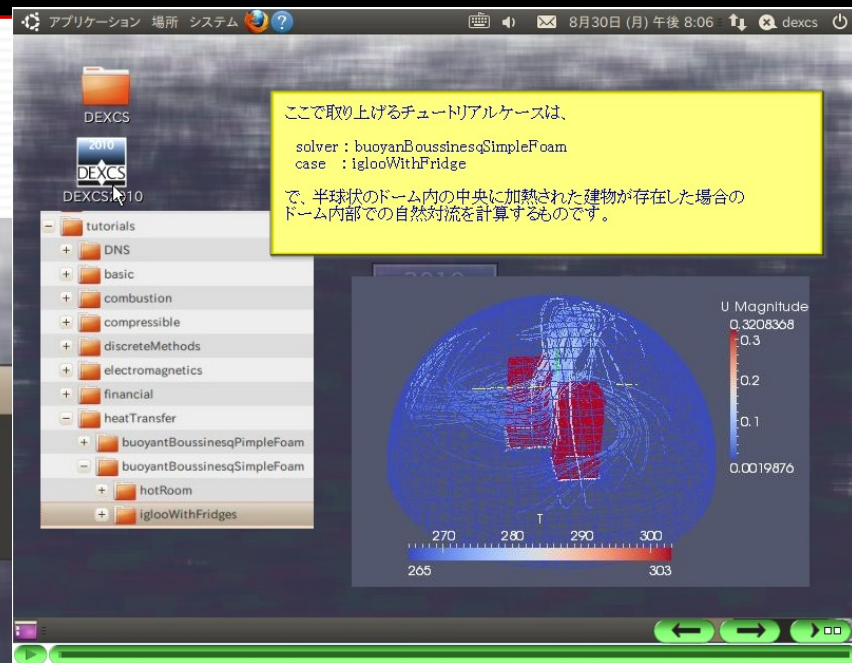 アプリケーション 場所 システム
8月30日 (月) 午後 8:06
dexcs
DEXCS
2010
DEXCS
DEXCS2010
ここで取り上げるチュートリアルケースは、
solver : buoyanBoussinesqSimpleFoam
case : iglooWithFridge
で、半球状のドーム内の中央に加熱された建物が存在した場合の
ドーム内部での自然対流を計算するものです。
tutorials
DNS
basic
combustion
compressible
discreteMethods
electromagnetics
financial
heatTransfer
buoyantBoussinesqPimpleFoam
buoyantBoussinesqSimpleFoam
hotRoom
iglooWithFridges
2010
U Magnitude
0.3208368
0.3
0.2
0.1
0.0019876
T
270 280 290 300
265 303